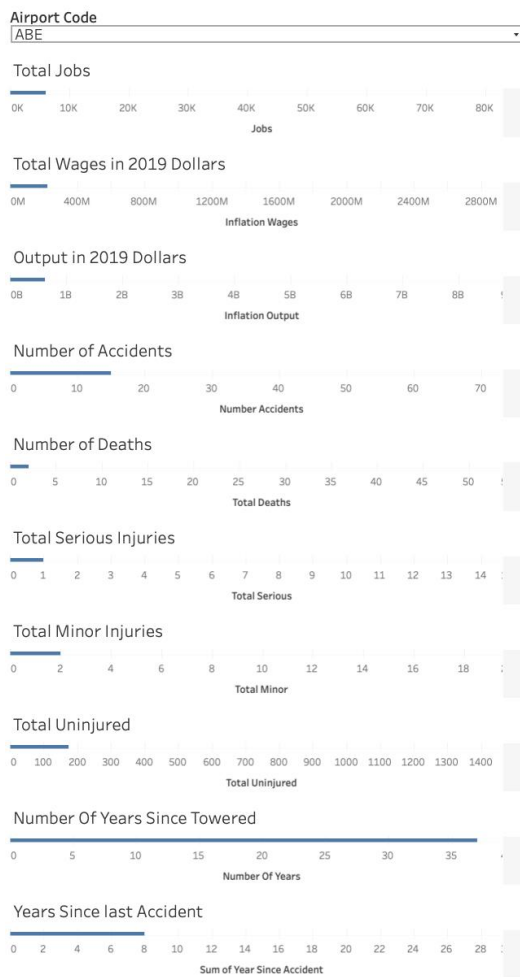 Airport Code
ABE
Total Jobs
0K 10K 20K 30K 40K 50K 60K 70K 80K
Jobs
Total Wages in 2019 Dollars
0M 400M 800M 1200M 1600M 2000M 2400M 2800M
Inflation Wages
Output in 2019 Dollars
0B 1B 2B 3B 4B 5B 6B 7B 8B
Inflation Output
Number of Accidents
0 10 20 30 40 50 60 70
Number Accidents
Number of Deaths
0 5 10 15 20 25 30 35 40 45 50
Total Deaths
Total Serious Injuries
0 1 2 3 4 5 6 7 8 9 10 11 12 13 14
Total Serious
Total Minor Injuries
0 2 4 6 8 10 12 14 16 18
Total Minor
Total Uninjured
0 100 200 300 400 500 600 700 800 900 1000 1100 1200 1300 1400
Total Uninjured
Number Of Years Since Towered
0 5 10 15 20 25 30 35
Number Of Years
Years Since last Accident
0 2 4 6 8 10 12 14 16 18 20 22 24 26 28
Sum of Year Since Accident